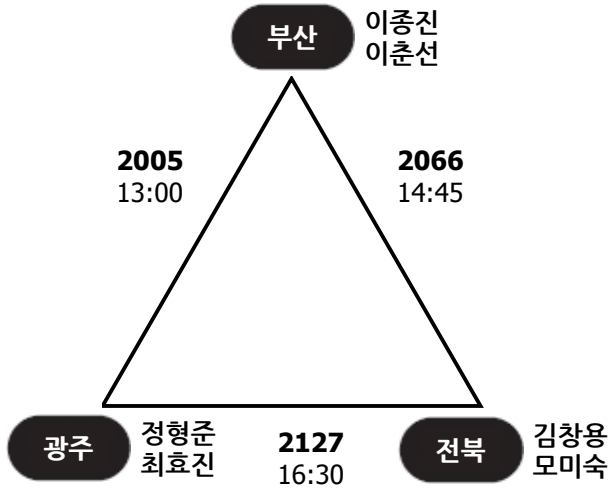 부산
이종진
이춘선
2005
13:00
2066
14:45
광주
정형준
최효진
2127
16:30
전북
김창용
모미숙